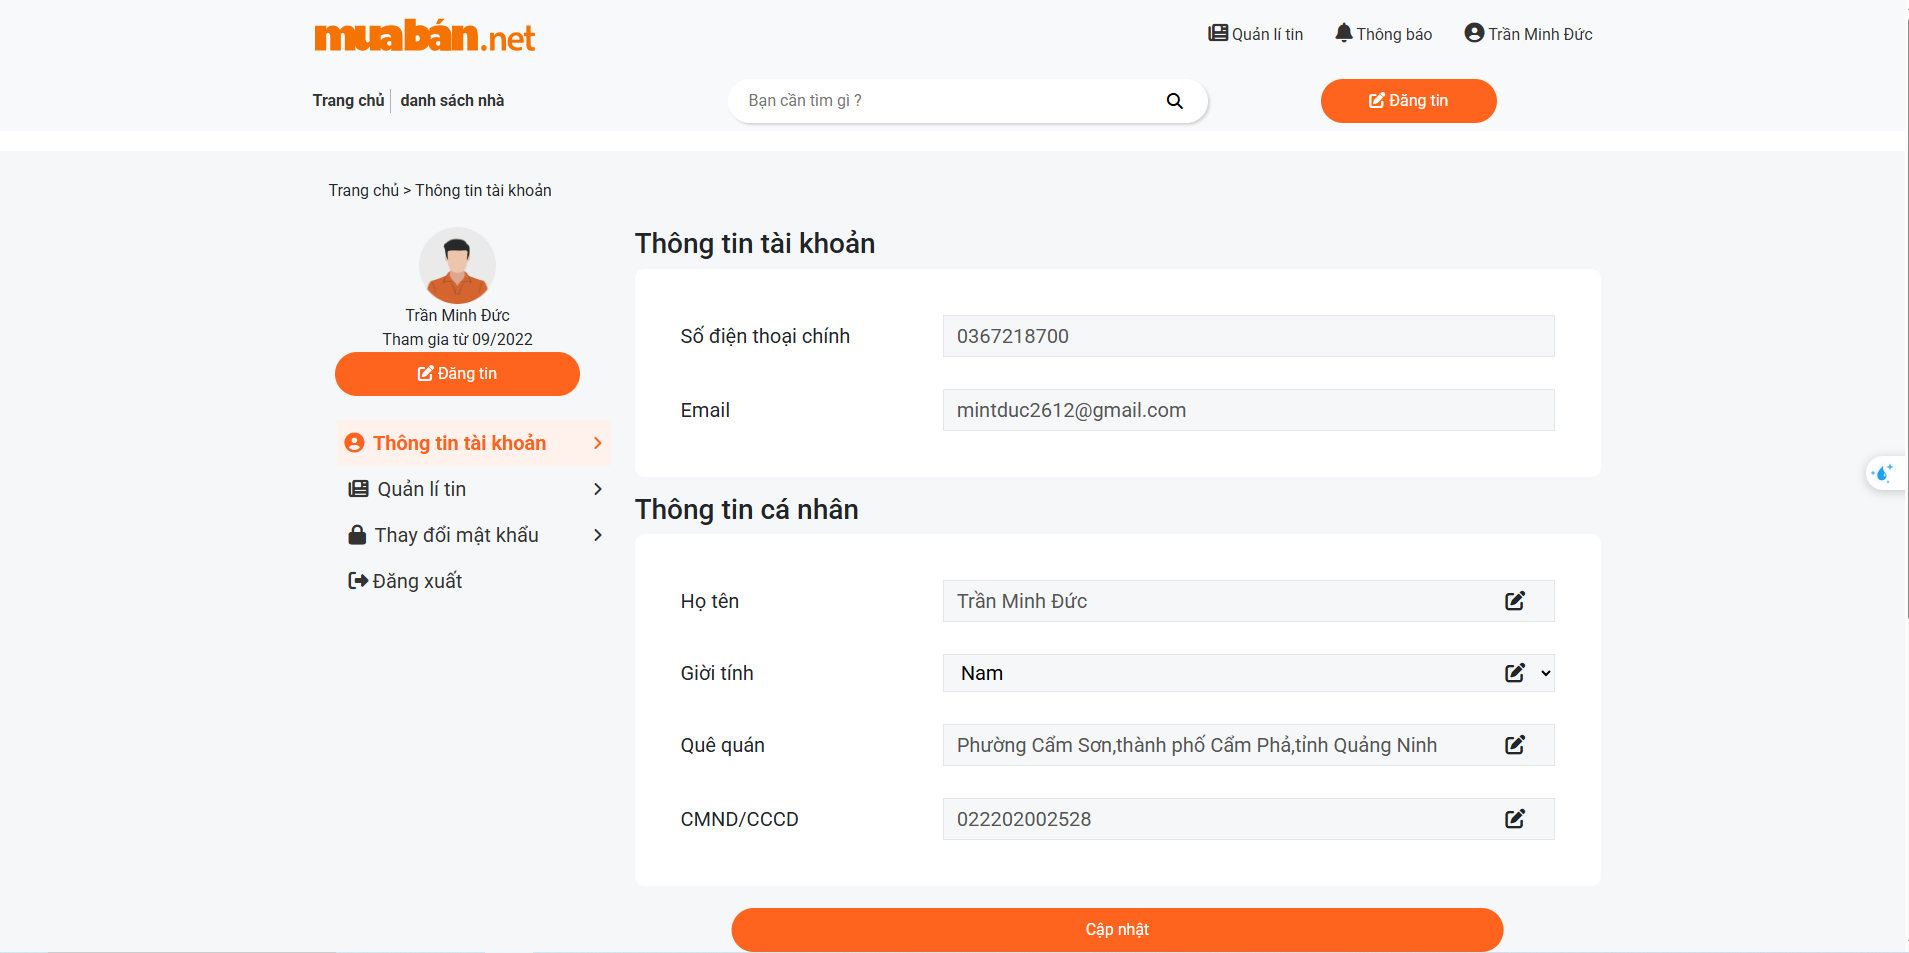 muabán.net
Quản lí tin Thông báo Trần Minh Đức
Trang chủ danh sách nhà
Bạn cần tìm gì ?
Đăng tin
Trang chủ > Thông tin tài khoản
Trần Minh Đức
Tham gia từ 09/2022
Đăng tin
Thông tin tài khoản
Quản lí tin
Thay đổi mật khẩu
Đăng xuất
Thông tin tài khoản
Số điện thoại chính 0367218700
Email mintduc2612@gmail.com
Thông tin cá nhân
Họ tên Trần Minh Đức
Giời tính Nam
Quê quán Phường Cẩm Sơn,thành phố Cẩm Phả,tỉnh Quảng Ninh
CMND/CCCD 022202002528
Cập nhật